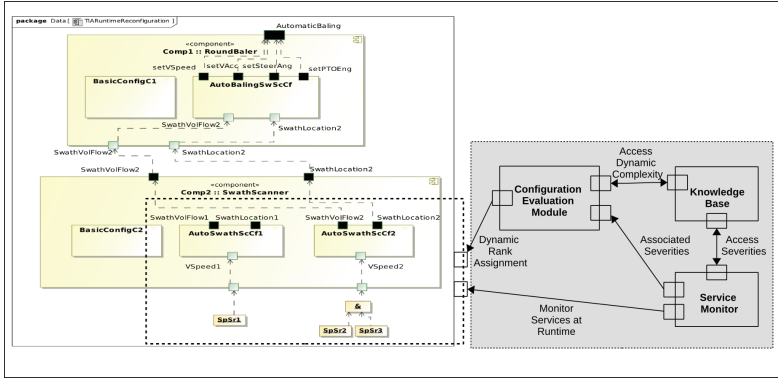 package Data [ TIARuntimeReconfiguration ]
AutomaticBaling
«component»
Comp1 :: RoundBaler
setVSpeed
setVAcc
setSteerAng
setPTOEng
BasicConfigC1
AutoBalingSwScCf
SwathVolFlow2
SwathLocation2
SwathVolFlow2
SwathLocation2
SwathVolFlow2
SwathLocation2
«component»
Comp2 :: SwathScanner
SwathVolFlow1
SwathLocation1
SwathVolFlow2
SwathLocation2
BasicConfigC2
AutoSwathScCf1
AutoSwathScCf2
VSpeed1
VSpeed2
&
SpSr1
SpSr2
SpSr3
Access
Dynamic
Complexity
Configuration
Evaluation
Module
Knowledge
Base
Dynamic
Rank
Assignment
Associated
Severities
Access
Severities
Service
Monitor
Monitor
Services at
Runtime